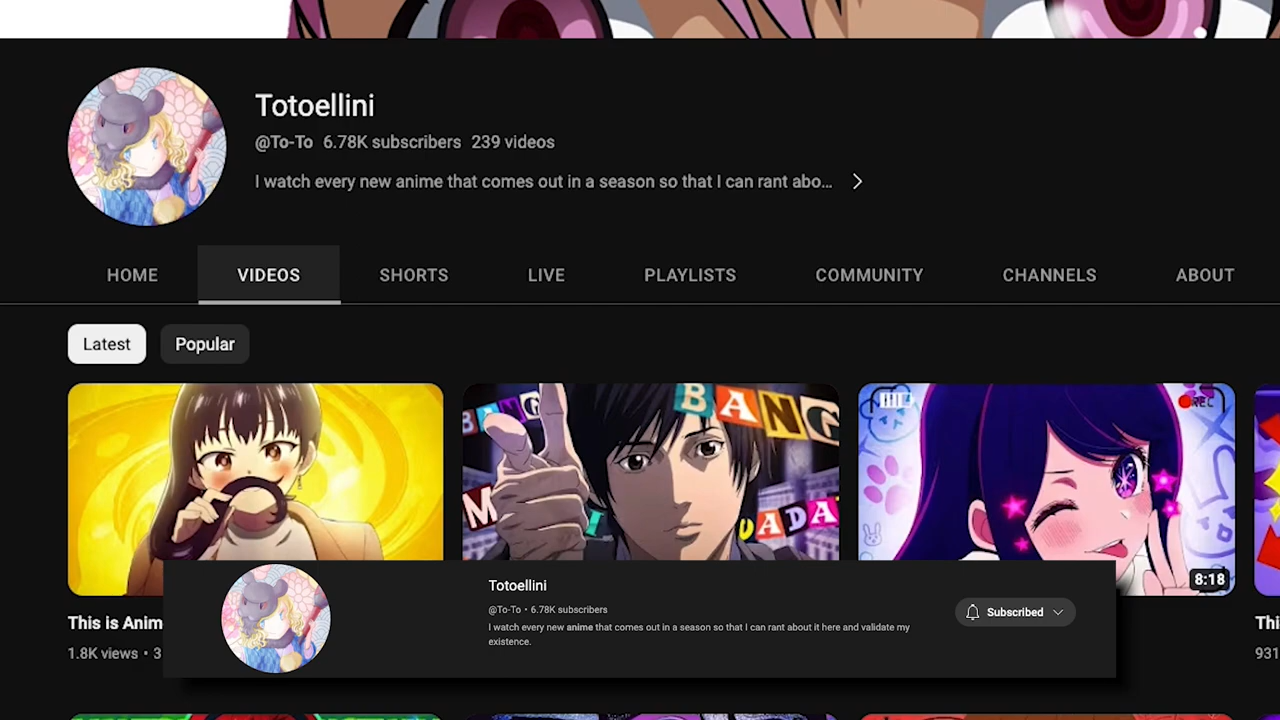 Totoellini
@To-To 6.78K subscribers 239 videos
I watch every new anime that comes out in a season so that I can rant abo...
HOME VIDEOS SHORTS LIVE PLAYLISTS COMMUNITY CHANNELS ABOUT
Latest Popular
BANG
BANG
REC
M
UADA
8:18
This is Anim
Thi
1.8K views • 3
931
Totoellini
@To-To • 6.78K subscribers
I watch every new anime that comes out in a season so that I can rant about it here and validate my
existence.
Subscribed